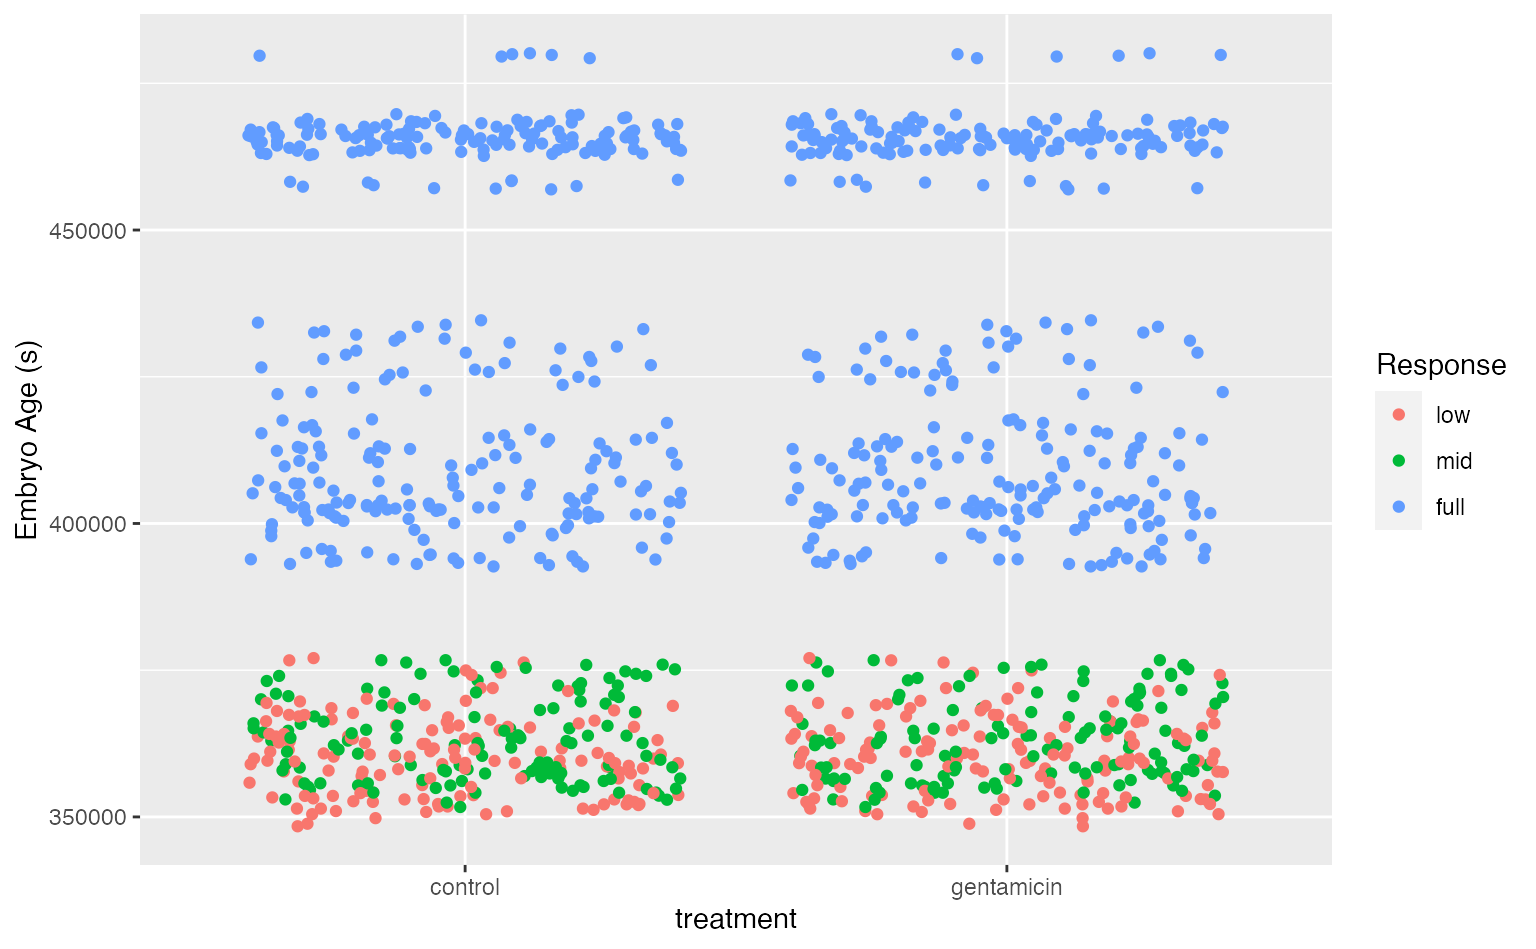 Embryo Age (s)
450000
400000
350000
control
gentamicin
treatment
Response
low
mid
full